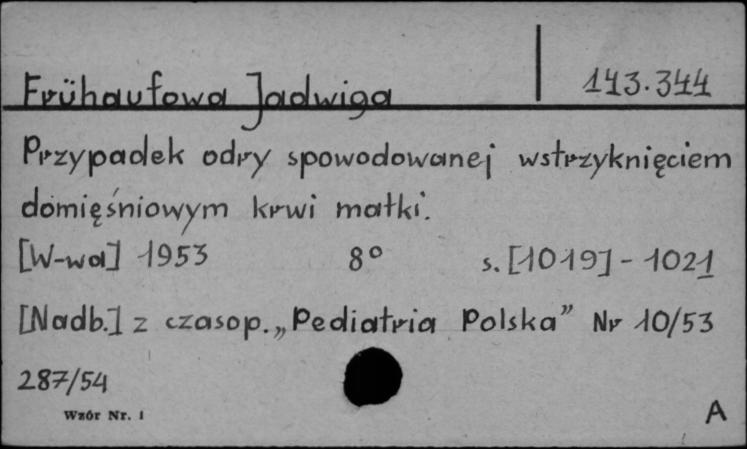 Frühaufowa Jadwiga 143.344
Przypadek odry spowodowanej wstrzyknięciem
domięśniowym krwi matki.
[W-wa] 1953 8° s. [1019] - 1021
[Nadb.] z czasop. „Pediatria Polska" Nr 10/53
287/54
Wzór Nr. 1
A